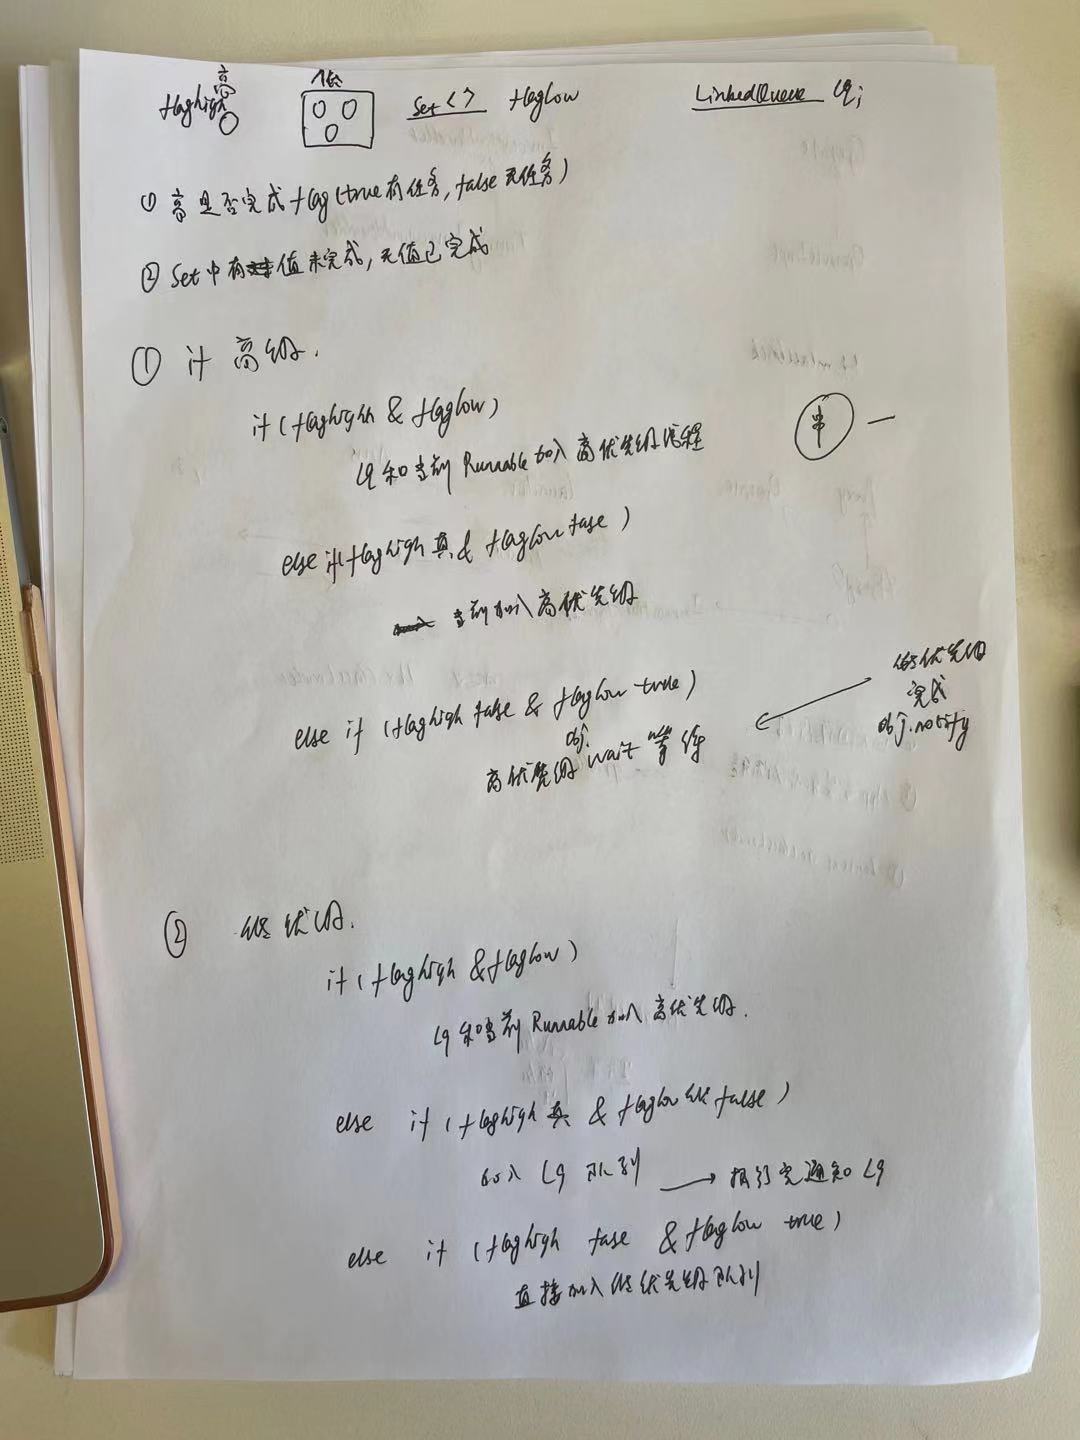 flaghigh 高 低 Set<> flaglow LinkedQueue Lq;
① 高是否完成 flag (true 有任务, false 无任务)
② Set中有值未完成, 无值已完成
① if 高级.
if (flaghigh & flaglow)
串 —
Lq 和当前 Runnable 加入高优先级流程
else if (flaghigh 真 & flaglow fase)
当前加入高优先级
低优先级
完成
obj.notify
else if (flaghigh false & flaglow true)
obj.
高优先级 wait 等待
② 低优级.
if (flaghigh & flaglow)
Lq 和当前 Runnable 加入 高优先级.
else if (flaghigh 真 & flaglow false)
加入 Lq 队列 → 执行完通知 Lq
else if (flaghigh fase & flaglow true)
直接加入低优先级队列